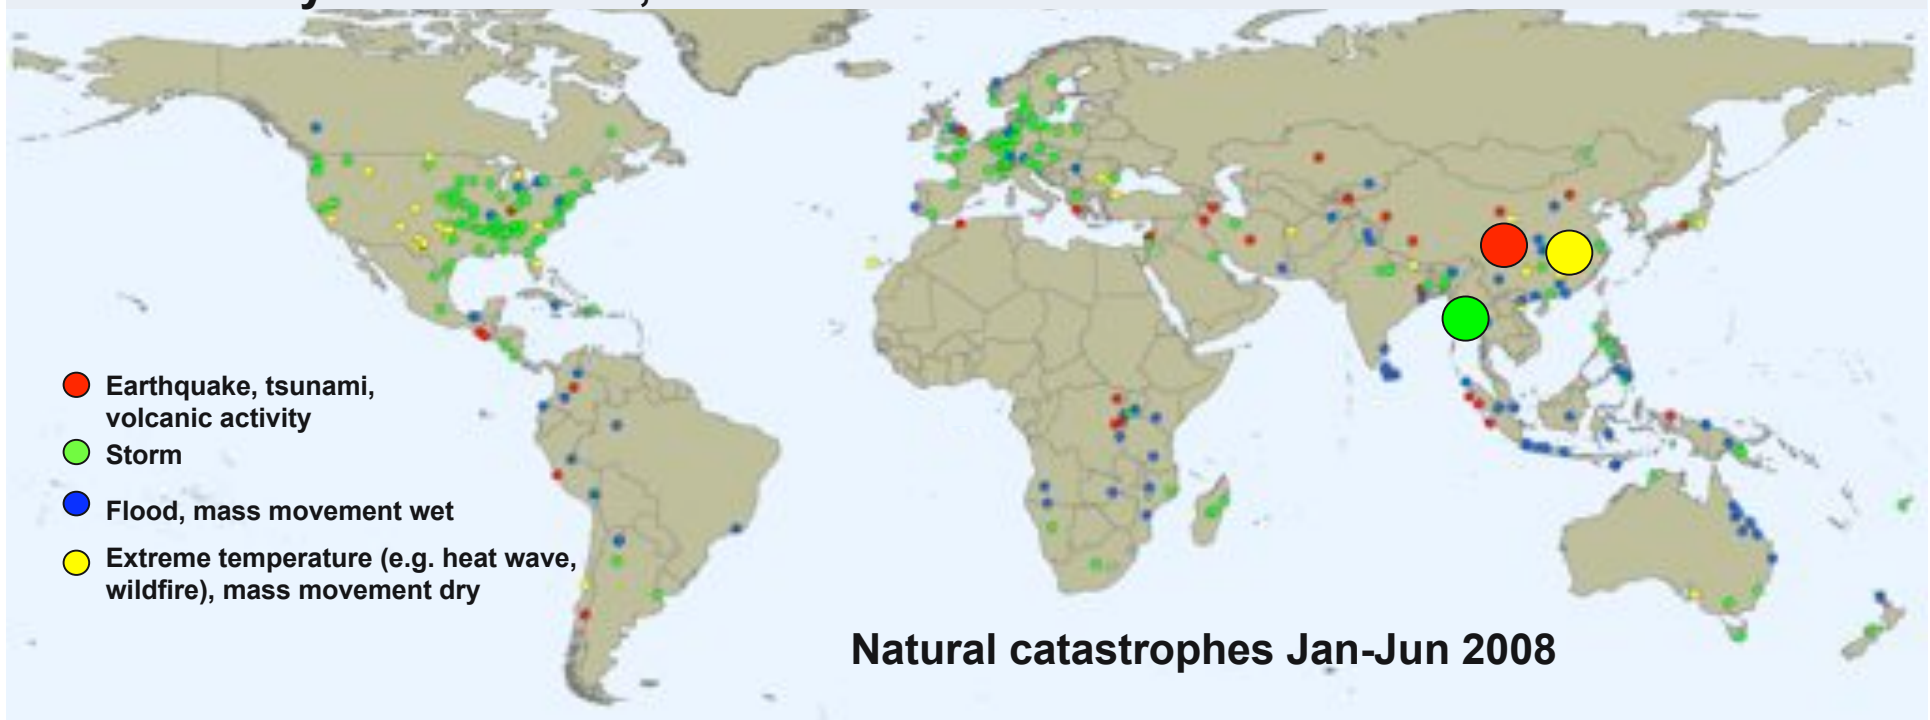 Earthquake, tsunami,
volcanic activity
Storm
Flood, mass movement wet
Extreme temperature (e.g. heat wave,
wildfire), mass movement dry
Natural catastrophes Jan-Jun 2008